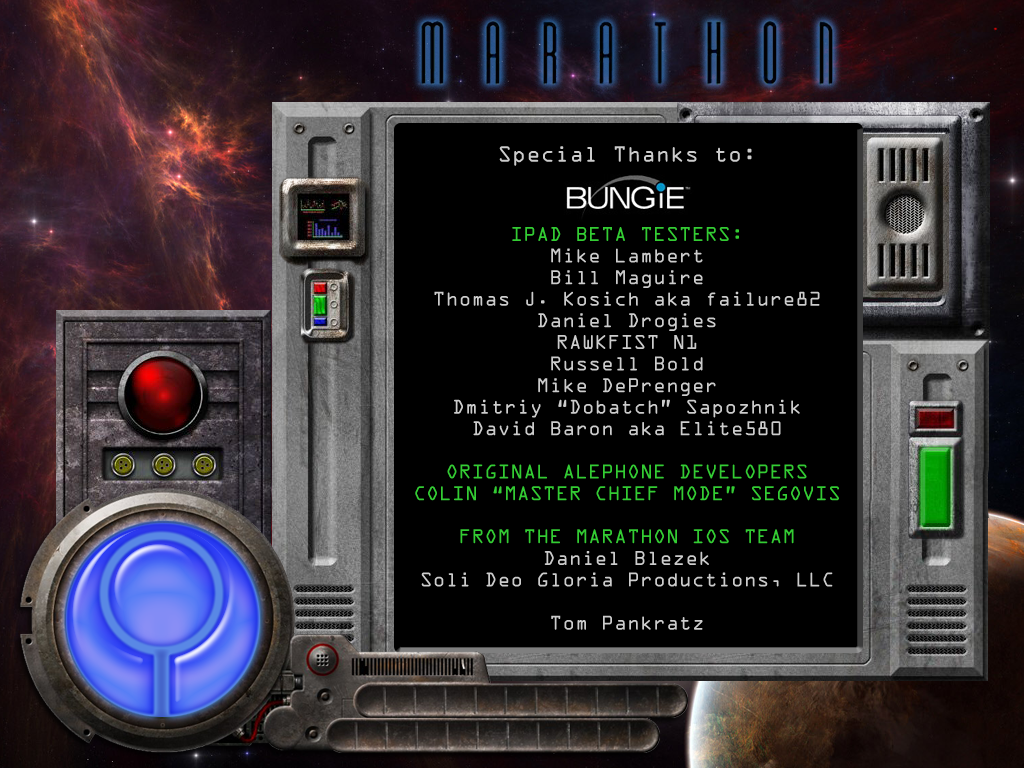 MARATHON
Special Thanks to:
BUNGiE™
IPAD BETA TESTERS:
Mike Lambert
Bill Maguire
Thomas J. Kosich aka failure82
Daniel Drogies
RAWKFIST N1
Russell Bold
Mike DePrenger
Dmitriy “Dobatch” Sapozhnik
David Baron aka Elite580
ORIGINAL ALEPHONE DEVELOPERS
COLIN “MASTER CHIEF MODE” SEGOVIS
FROM THE MARATHON IOS TEAM
Daniel Blezek
Soli Deo Gloria Productions, LLC
Tom Pankratz